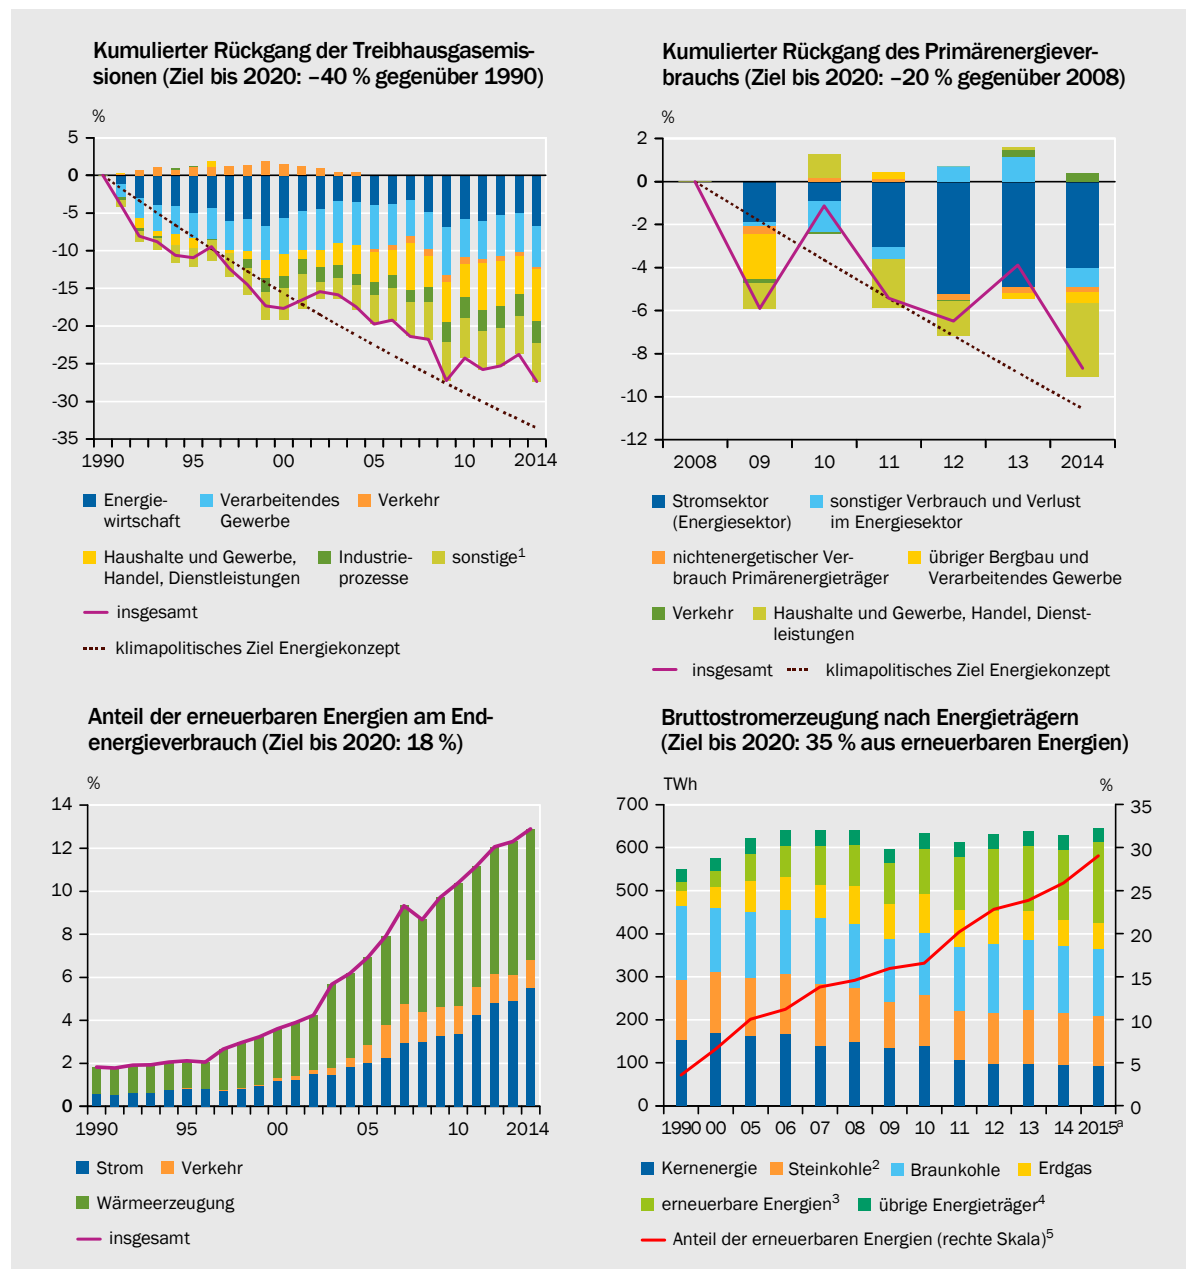 Kumulierter Rückgang der Treibhausgasemis-
sionen (Ziel bis 2020: –40 % gegenüber 1990)
%
5
0
-5
-10
-15
-20
-25
-30
-35
1990 95 00 05 10 2014
Energie-
wirtschaft
Verarbeitendes
Gewerbe
Verkehr
Haushalte und Gewerbe,
Handel, Dienstleistungen
Industrie-
prozesse
sonstige1
insgesamt
klimapolitisches Ziel Energiekonzept
Kumulierter Rückgang des Primärenergiever-
brauchs (Ziel bis 2020: –20 % gegenüber 2008)
%
2
0
-2
-4
-6
-8
-10
-12
2008 09 10 11 12 13 2014
Stromsektor
(Energiesektor)
sonstiger Verbrauch und Verlust
im Energiesektor
nichtenergetischer Ver-
brauch Primärenergieträger
übriger Bergbau und
Verarbeitendes Gewerbe
Verkehr
Haushalte und Gewerbe, Handel, Dienst-
leistungen
insgesamt
klimapolitisches Ziel Energiekonzept
Anteil der erneuerbaren Energien am End-
energieverbrauch (Ziel bis 2020: 18 %)
%
14
12
10
8
6
4
2
0
1990 95 00 05 10 2014
Strom
Verkehr
Wärmeerzeugung
insgesamt
Bruttostromerzeugung nach Energieträgern
(Ziel bis 2020: 35 % aus erneuerbaren Energien)
TWh %
700 35
600 30
500 25
400 20
300 15
200 10
100 5
0 0
1990 00 05 06 07 08 09 10 11 12 13 14 2015a
Kernenergie
Steinkohle2
Braunkohle
Erdgas
erneuerbare Energien3
übrige Energieträger4
Anteil der erneuerbaren Energien (rechte Skala)5